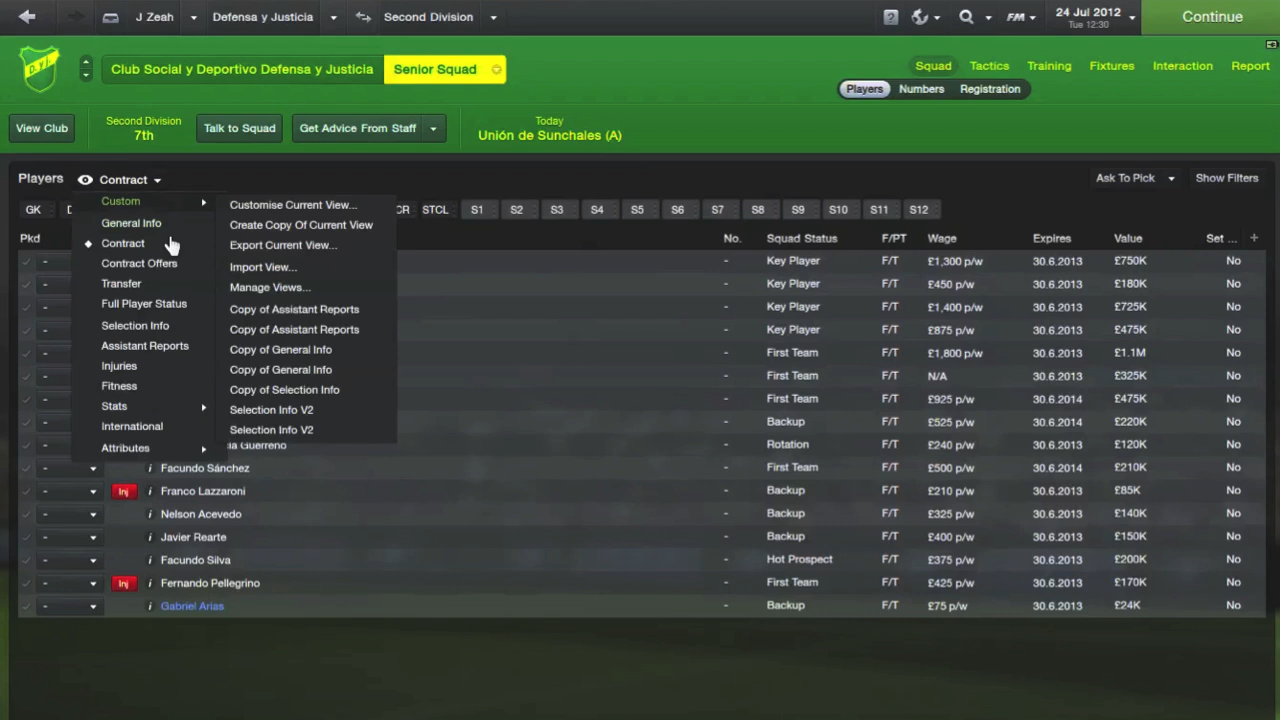 J Zeah Defensa y Justicia Second Division ? FM 24 Jul 2012 Tue 12:30 Continue
D.y J.
Club Social y Deportivo Defensa y Justicia Senior Squad
Squad Tactics Training Fixtures Interaction Report
Players Numbers Registration
View Club Second Division 7th Talk to Squad Get Advice From Staff Today Unión de Sunchales (A)
Players Contract Ask To Pick Show Filters
Custom
General Info
Contract
Contract Offers
Transfer
Full Player Status
Selection Info
Assistant Reports
Injuries
Fitness
Stats
International
Attributes
Customise Current View...
Create Copy Of Current View
Export Current View...
Import View...
Manage Views...
Copy of Assistant Reports
Copy of Assistant Reports
Copy of General Info
Copy of General Info
Copy of Selection Info
Selection Info V2
Selection Info V2
GK D CR STCL S1 S2 S3 S4 S5 S6 S7 S8 S9 S10 S11 S12
Pkd No. Squad Status F/PT Wage Expires Value Set ... +
- - Key Player F/T £1,300 p/w 30.6.2013 £750K No
- - Key Player F/T £450 p/w 30.6.2013 £180K No
- - Key Player F/T £1,400 p/w 30.6.2013 £725K No
- - Key Player F/T £875 p/w 30.6.2013 £475K No
- - First Team F/T £1,800 p/w 30.6.2013 £1.1M No
- - First Team F/T N/A 30.6.2013 £325K No
- - First Team F/T £925 p/w 30.6.2014 £475K No
- - Backup F/T £525 p/w 30.6.2014 £220K No
- Guerreño - Rotation F/T £240 p/w 30.6.2013 £120K No
- i Facundo Sánchez - First Team F/T £500 p/w 30.6.2014 £210K No
- Inj i Franco Lazzaroni - Backup F/T £210 p/w 30.6.2013 £85K No
- i Nelson Acevedo - Backup F/T £325 p/w 30.6.2013 £140K No
- i Javier Rearte - Backup F/T £400 p/w 30.6.2013 £150K No
- i Facundo Silva - Hot Prospect F/T £375 p/w 30.6.2013 £200K No
- Inj i Fernando Pellegrino - First Team F/T £425 p/w 30.6.2013 £170K No
- i Gabriel Arias - Backup F/T £75 p/w 30.6.2013 £24K No